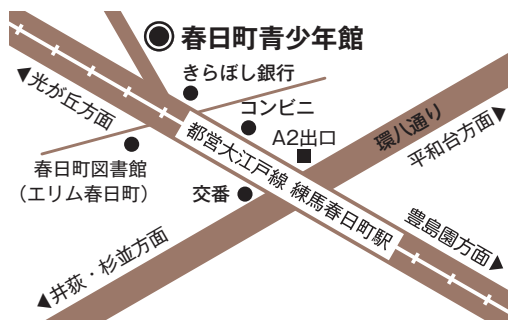 ◉春日町青少年館
きらぼし銀行
◀光が丘方面
コンビニ
環八通り
A2出口
平和台方面▶
都営大江戸線 練馬春日町駅
春日町図書館
（エリム春日町）
交番
豊島園方面▶
◀井荻・杉並方面